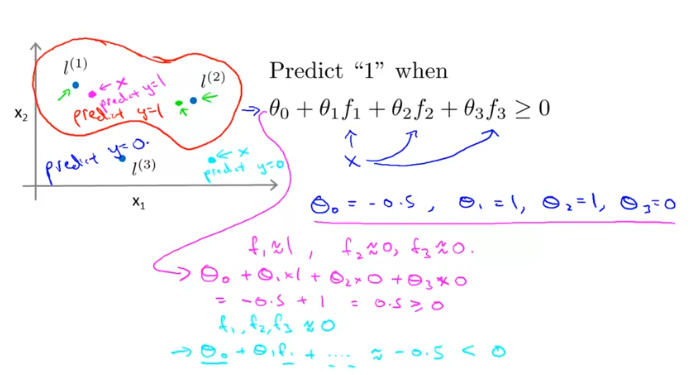 l⁽¹⁾
← x
predict y=1
l⁽²⁾
predict y=1
predict y=0.
l⁽³⁾
← x
predict y=0
x₂
x₁
Predict “1” when
→ θ₀ + θ₁f₁ + θ₂f₂ + θ₃f₃ ≥ 0
x
θ₀ = -0.5 , θ₁ = 1, θ₂ = 1, θ₃ = 0
f₁ ≈ 1 , f₂ ≈ 0, f₃ ≈ 0.
→ θ₀ + θ₁ × 1 + θ₂ × 0 + θ₃ × 0
= -0.5 + 1 = 0.5 ≥ 0
f₁, f₂, f₃ ≈ 0
→ θ₀ + θ₁f₁ + .... ≈ -0.5 < 0